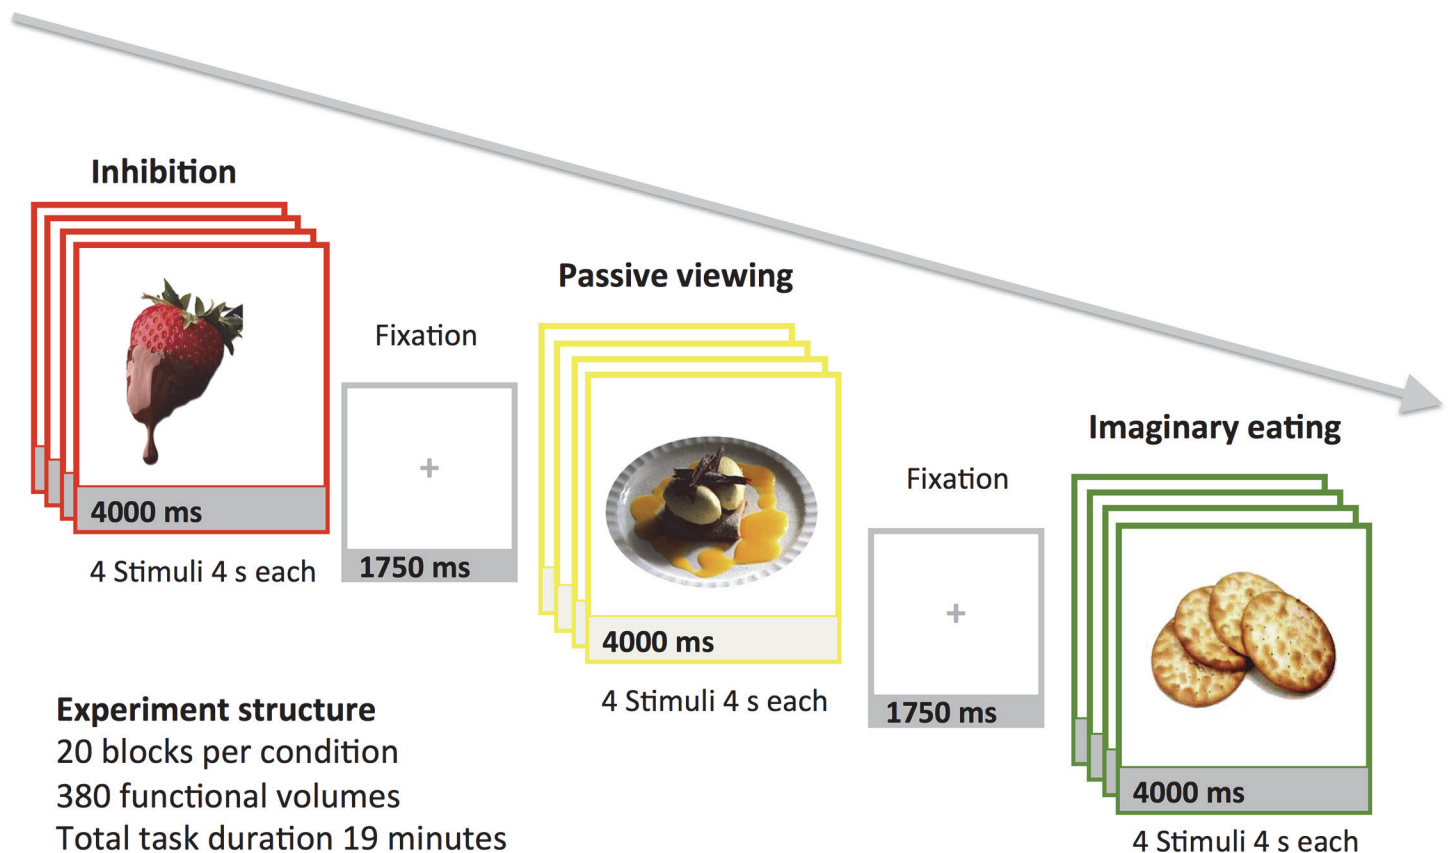 Inhibition
4000 ms
4 Stimuli 4 s each
Fixation
+
1750 ms
Passive viewing
4000 ms
4 Stimuli 4 s each
Fixation
+
1750 ms
Imaginary eating
4000 ms
4 Stimuli 4 s each
Experiment structure
20 blocks per condition
380 functional volumes
Total task duration 19 minutes